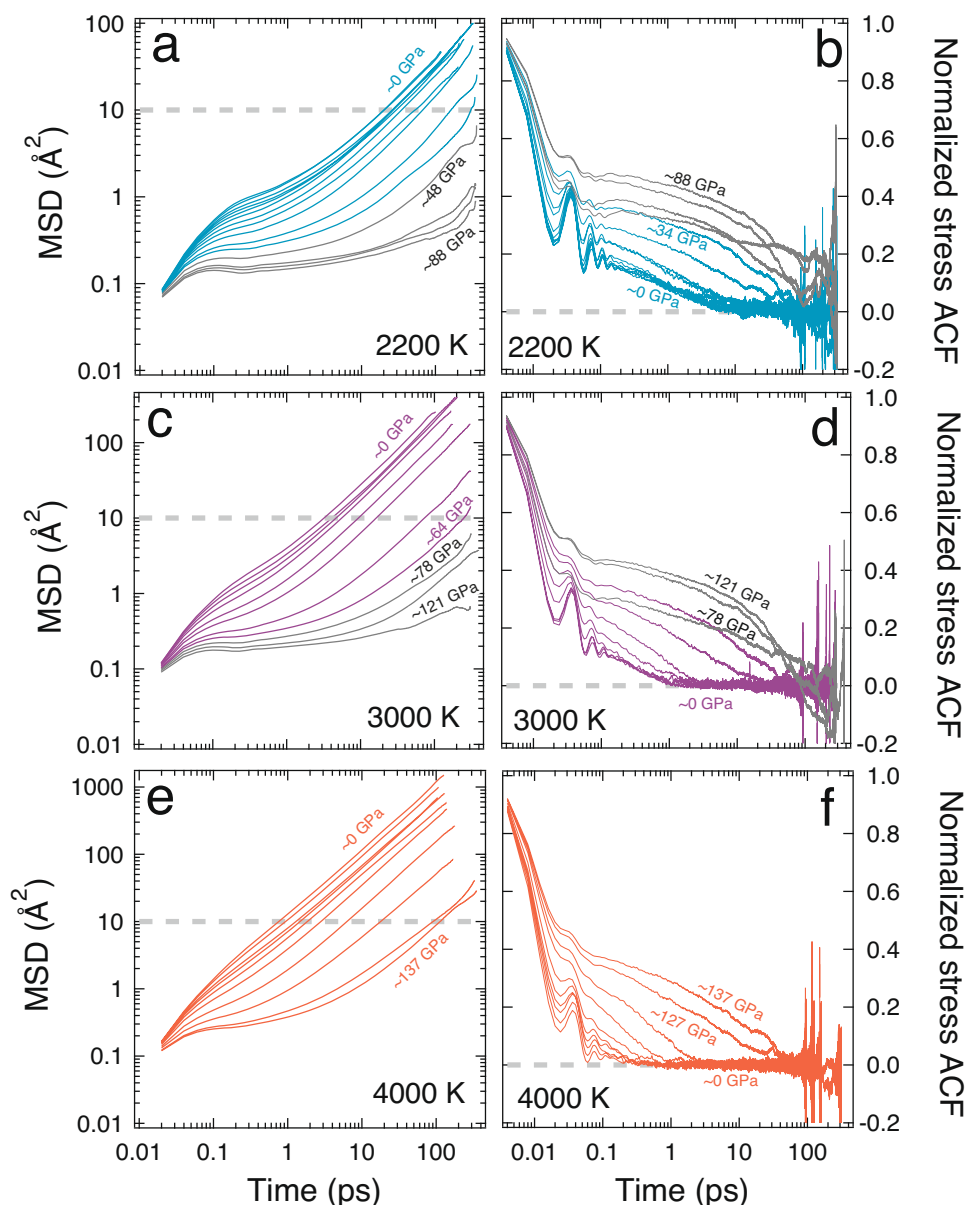 a
MSD (Å²)
100
10
1
0.1
0.01
~0 GPa
~48 GPa
~88 GPa
2200 K
b
Normalized stress ACF
1.0
0.8
0.6
0.4
0.2
0.0
-0.2
~88 GPa
~34 GPa
~0 GPa
2200 K
c
MSD (Å²)
100
10
1
0.1
0.01
~0 GPa
~64 GPa
~78 GPa
~121 GPa
3000 K
d
Normalized stress ACF
1.0
0.8
0.6
0.4
0.2
0.0
-0.2
~121 GPa
~78 GPa
~0 GPa
3000 K
e
MSD (Å²)
1000
100
10
1
0.1
0.01
~0 GPa
~137 GPa
4000 K
0.01 0.1 1 10 100
Time (ps)
f
Normalized stress ACF
1.0
0.8
0.6
0.4
0.2
0.0
-0.2
~137 GPa
~127 GPa
~0 GPa
4000 K
0.01 0.1 1 10 100
Time (ps)